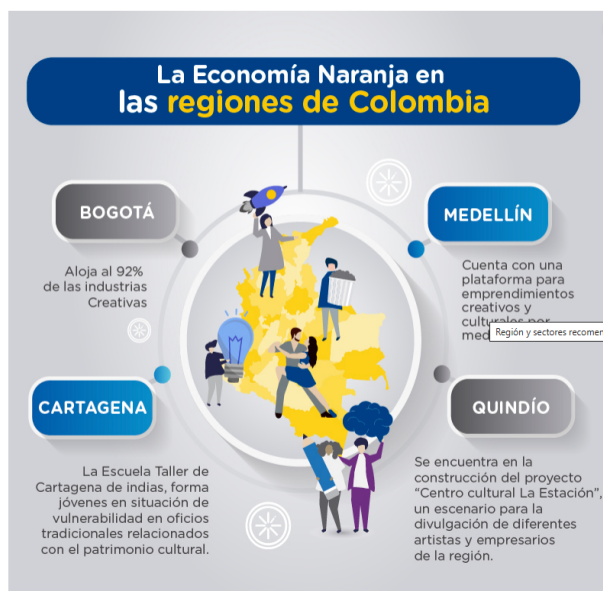 La Economía Naranja en
las regiones de Colombia
BOGOTÁ
Aloja al 92%
de las industrias
Creativas
MEDELLÍN
Cuenta con una
plataforma para
emprendimientos
creativos y
culturales por
med
Región y sectores recomen
CARTAGENA
La Escuela Taller de
Cartagena de indias, forma
jóvenes en situación de
vulnerabilidad en oficios
tradicionales relacionados
con el patrimonio cultural.
QUINDÍO
Se encuentra en la
construcción del proyecto
“Centro cultural La Estación”,
un escenario para la
divulgación de diferentes
artistas y empresarios
de la región.